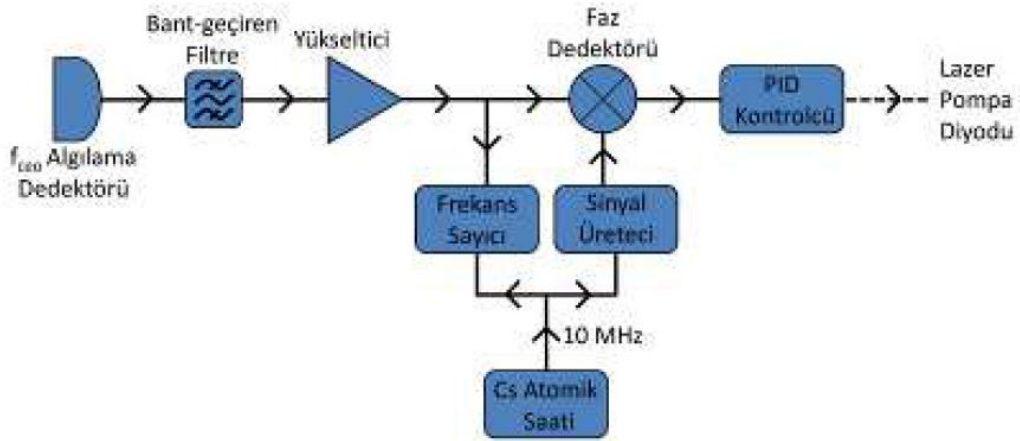 Bant-geçiren
Filtre
Yükseltici
Faz
Dedektörü
PID
Kontrolcü
Lazer
Pompa
Diyodu
f_ceo Algılama
Dedektörü
Frekans
Sayıcı
Sinyal
Üreteci
10 MHz
Cs Atomik
Saati